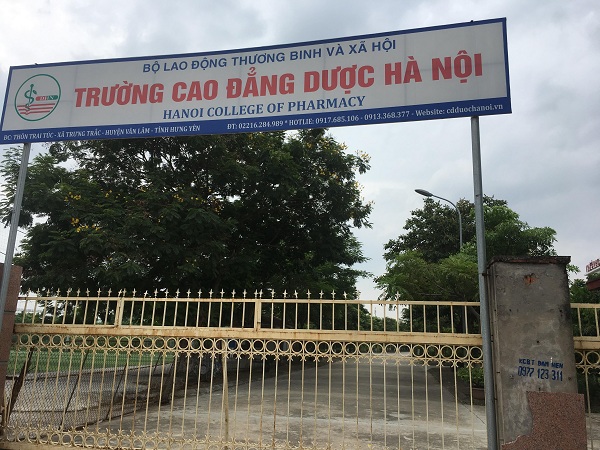 BỘ LAO ĐỘNG THƯƠNG BINH VÀ XÃ HỘI
TRƯỜNG CAO ĐẲNG DƯỢC HÀ NỘI
HANOI COLLEGE OF PHARMACY
ĐC: THÔN TRAI TÚC - XÃ TRƯNG TRẮC - HUYỆN VĂN LÂM - TỈNH HƯNG YÊN
ĐT: 02216.284.989 * HOTLIE: 0917.685.106 - 0913.368.377 - Website: cdduochanoi.vn
KCBT
0977 123 311